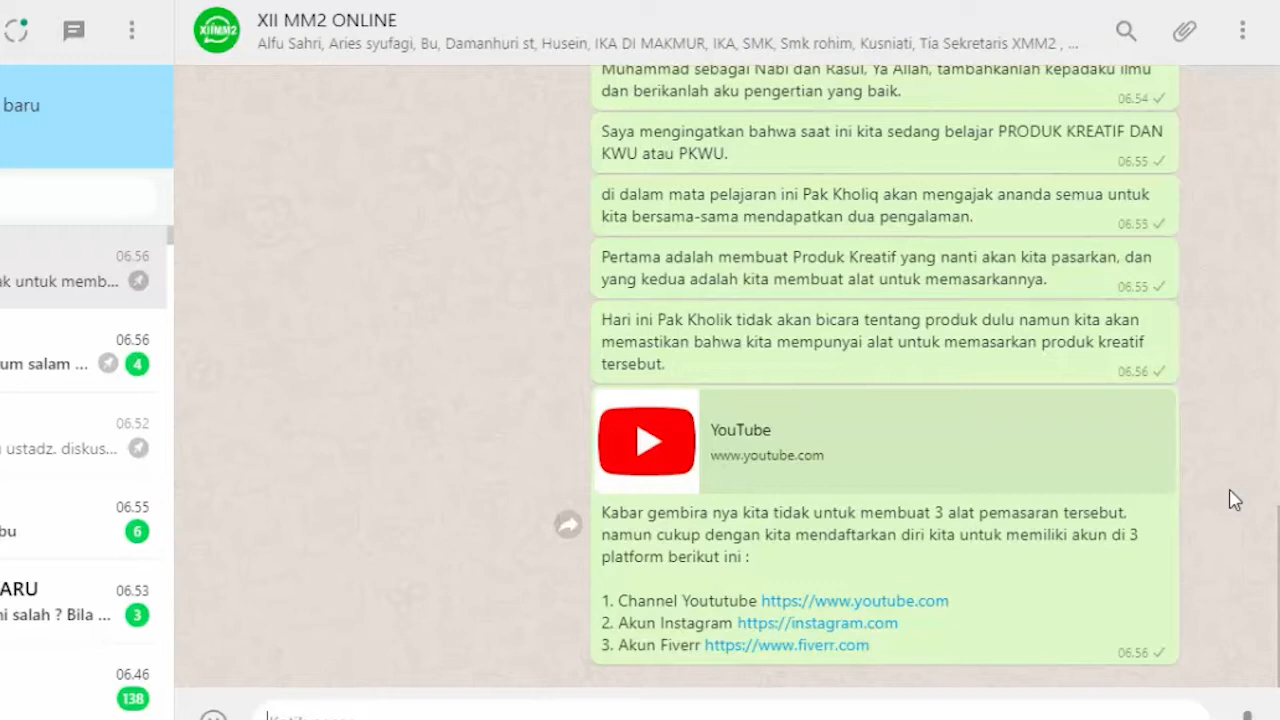 XIIMM2
XII MM2 ONLINE
Alfu Sahri, Aries syufagi, Bu, Damanhuri st, Husein, IKA DI MAKMUR, IKA, SMK, Smk rohim, Kusniati, Tia Sekretaris XMM2 , ...
baru
06.56
ak untuk memb...
06.56
um salam ...
4
06.52
u ustadz. diskus...
06.55
bu
6
ARU
06.53
ni salah ? Bila ...
3
06.46
138
Muhammad sebagai Nabi dan Rasul, Ya Allah, tambahkanlah kepadaku ilmu
dan berikanlah aku pengertian yang baik.
06.54
Saya mengingatkan bahwa saat ini kita sedang belajar PRODUK KREATIF DAN
KWU atau PKWU.
06.55
di dalam mata pelajaran ini Pak Kholiq akan mengajak ananda semua untuk
kita bersama-sama mendapatkan dua pengalaman.
06.55
Pertama adalah membuat Produk Kreatif yang nanti akan kita pasarkan, dan
yang kedua adalah kita membuat alat untuk memasarkannya.
06.55
Hari ini Pak Kholik tidak akan bicara tentang produk dulu namun kita akan
memastikan bahwa kita mempunyai alat untuk memasarkan produk kreatif
tersebut.
06.56
YouTube
www.youtube.com
Kabar gembira nya kita tidak untuk membuat 3 alat pemasaran tersebut.
namun cukup dengan kita mendaftarkan diri kita untuk memiliki akun di 3
platform berikut ini :
1. Channel Yoututube https://www.youtube.com
2. Akun Instagram https://instagram.com
3. Akun Fiverr https://www.fiverr.com
06.56